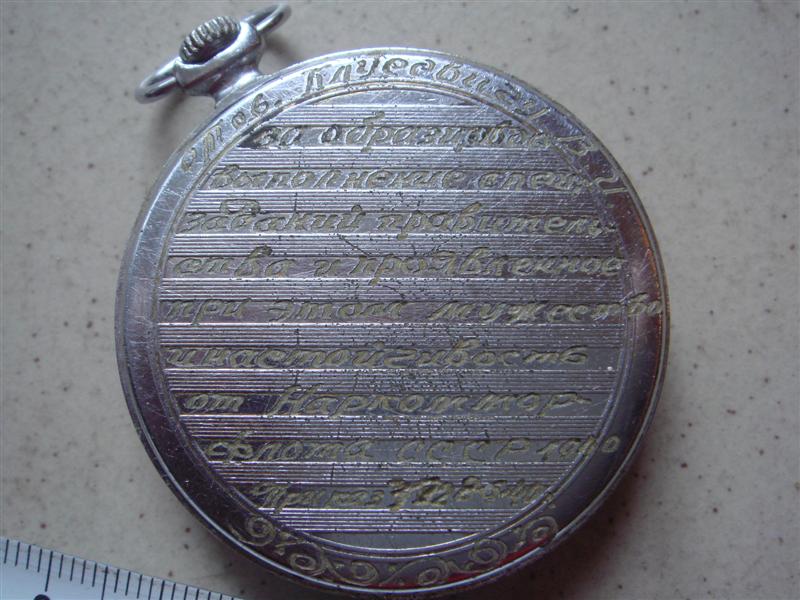 тов. Клусевичу В И
за образцовое
выполнение спец-
заданий правитель-
ства и проявленное
при этом мужество
и настойчивость
от Наркоммор-
флота СССР 1940
Приказ